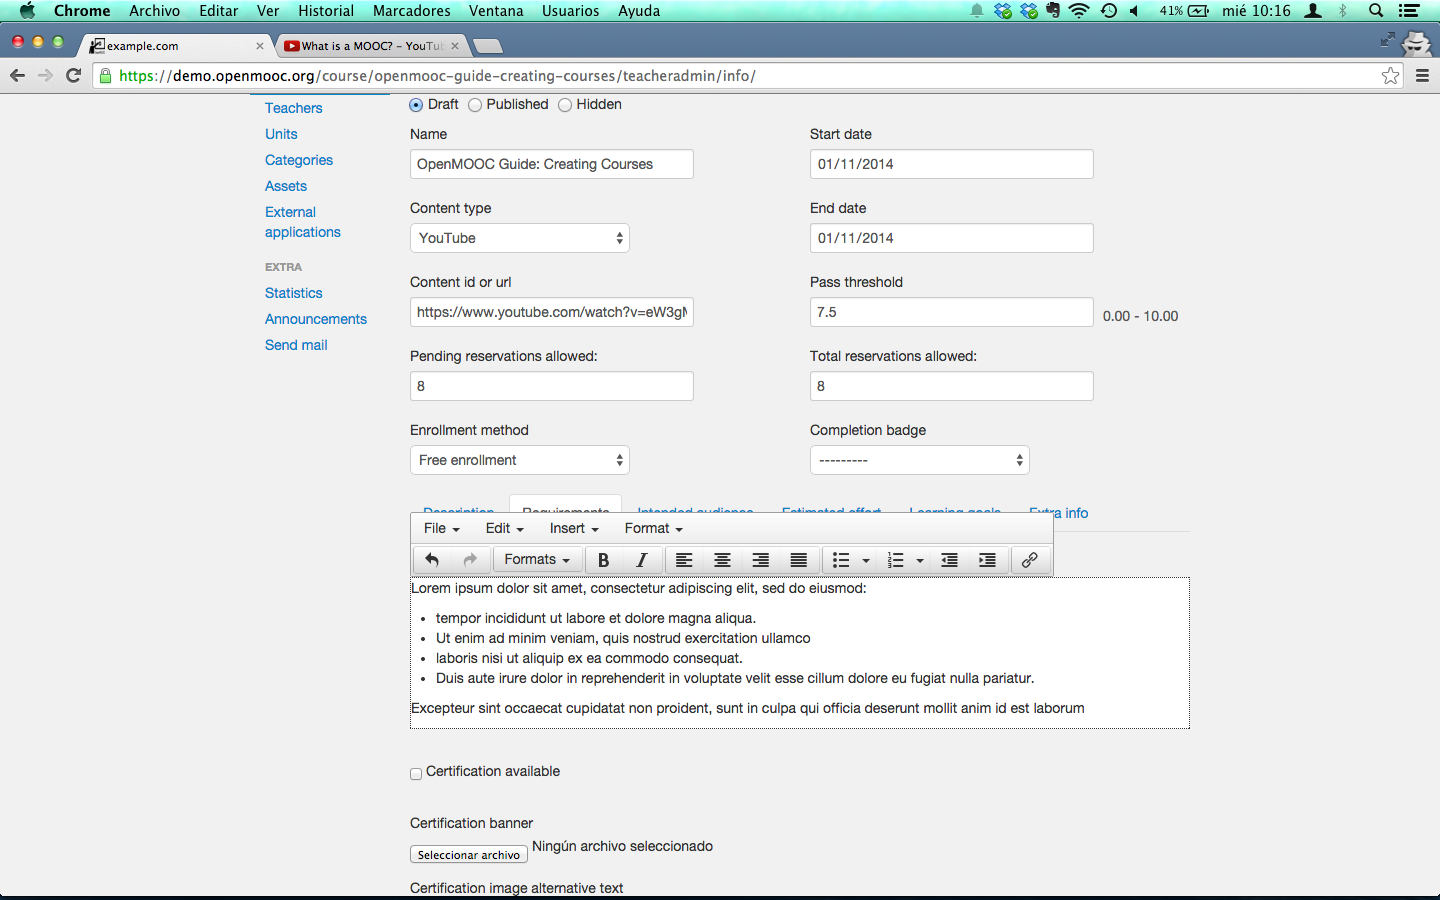 Chrome Archivo Editar Ver Historial Marcadores Ventana Usuarios Ayuda 41% mié 10:16
example.com What is a MOOC? - YouTu
https://demo.openmooc.org/course/openmooc-guide-creating-courses/teacheradmin/info/
Teachers
Units
Categories
Assets
External
applications
EXTRA
Statistics
Announcements
Send mail
Draft Published Hidden
Name Start date
OpenMOOC Guide: Creating Courses 01/11/2014
Content type End date
YouTube 01/11/2014
Content id or url Pass threshold
https://www.youtube.com/watch?v=eW3gM 7.5 0.00 - 10.00
Pending reservations allowed: Total reservations allowed:
8 8
Enrollment method Completion badge
Free enrollment ---------
Description Requirements Intended audience Estimated effort Learning goals Extra info
File Edit Insert Format
Formats B I
Lorem ipsum dolor sit amet, consectetur adipiscing elit, sed do eiusmod:
• tempor incididunt ut labore et dolore magna aliqua.
• Ut enim ad minim veniam, quis nostrud exercitation ullamco
• laboris nisi ut aliquip ex ea commodo consequat.
• Duis aute irure dolor in reprehenderit in voluptate velit esse cillum dolore eu fugiat nulla pariatur.
Excepteur sint occaecat cupidatat non proident, sunt in culpa qui officia deserunt mollit anim id est laborum
Certification available
Certification banner
Seleccionar archivo Ningún archivo seleccionado
Certification image alternative text